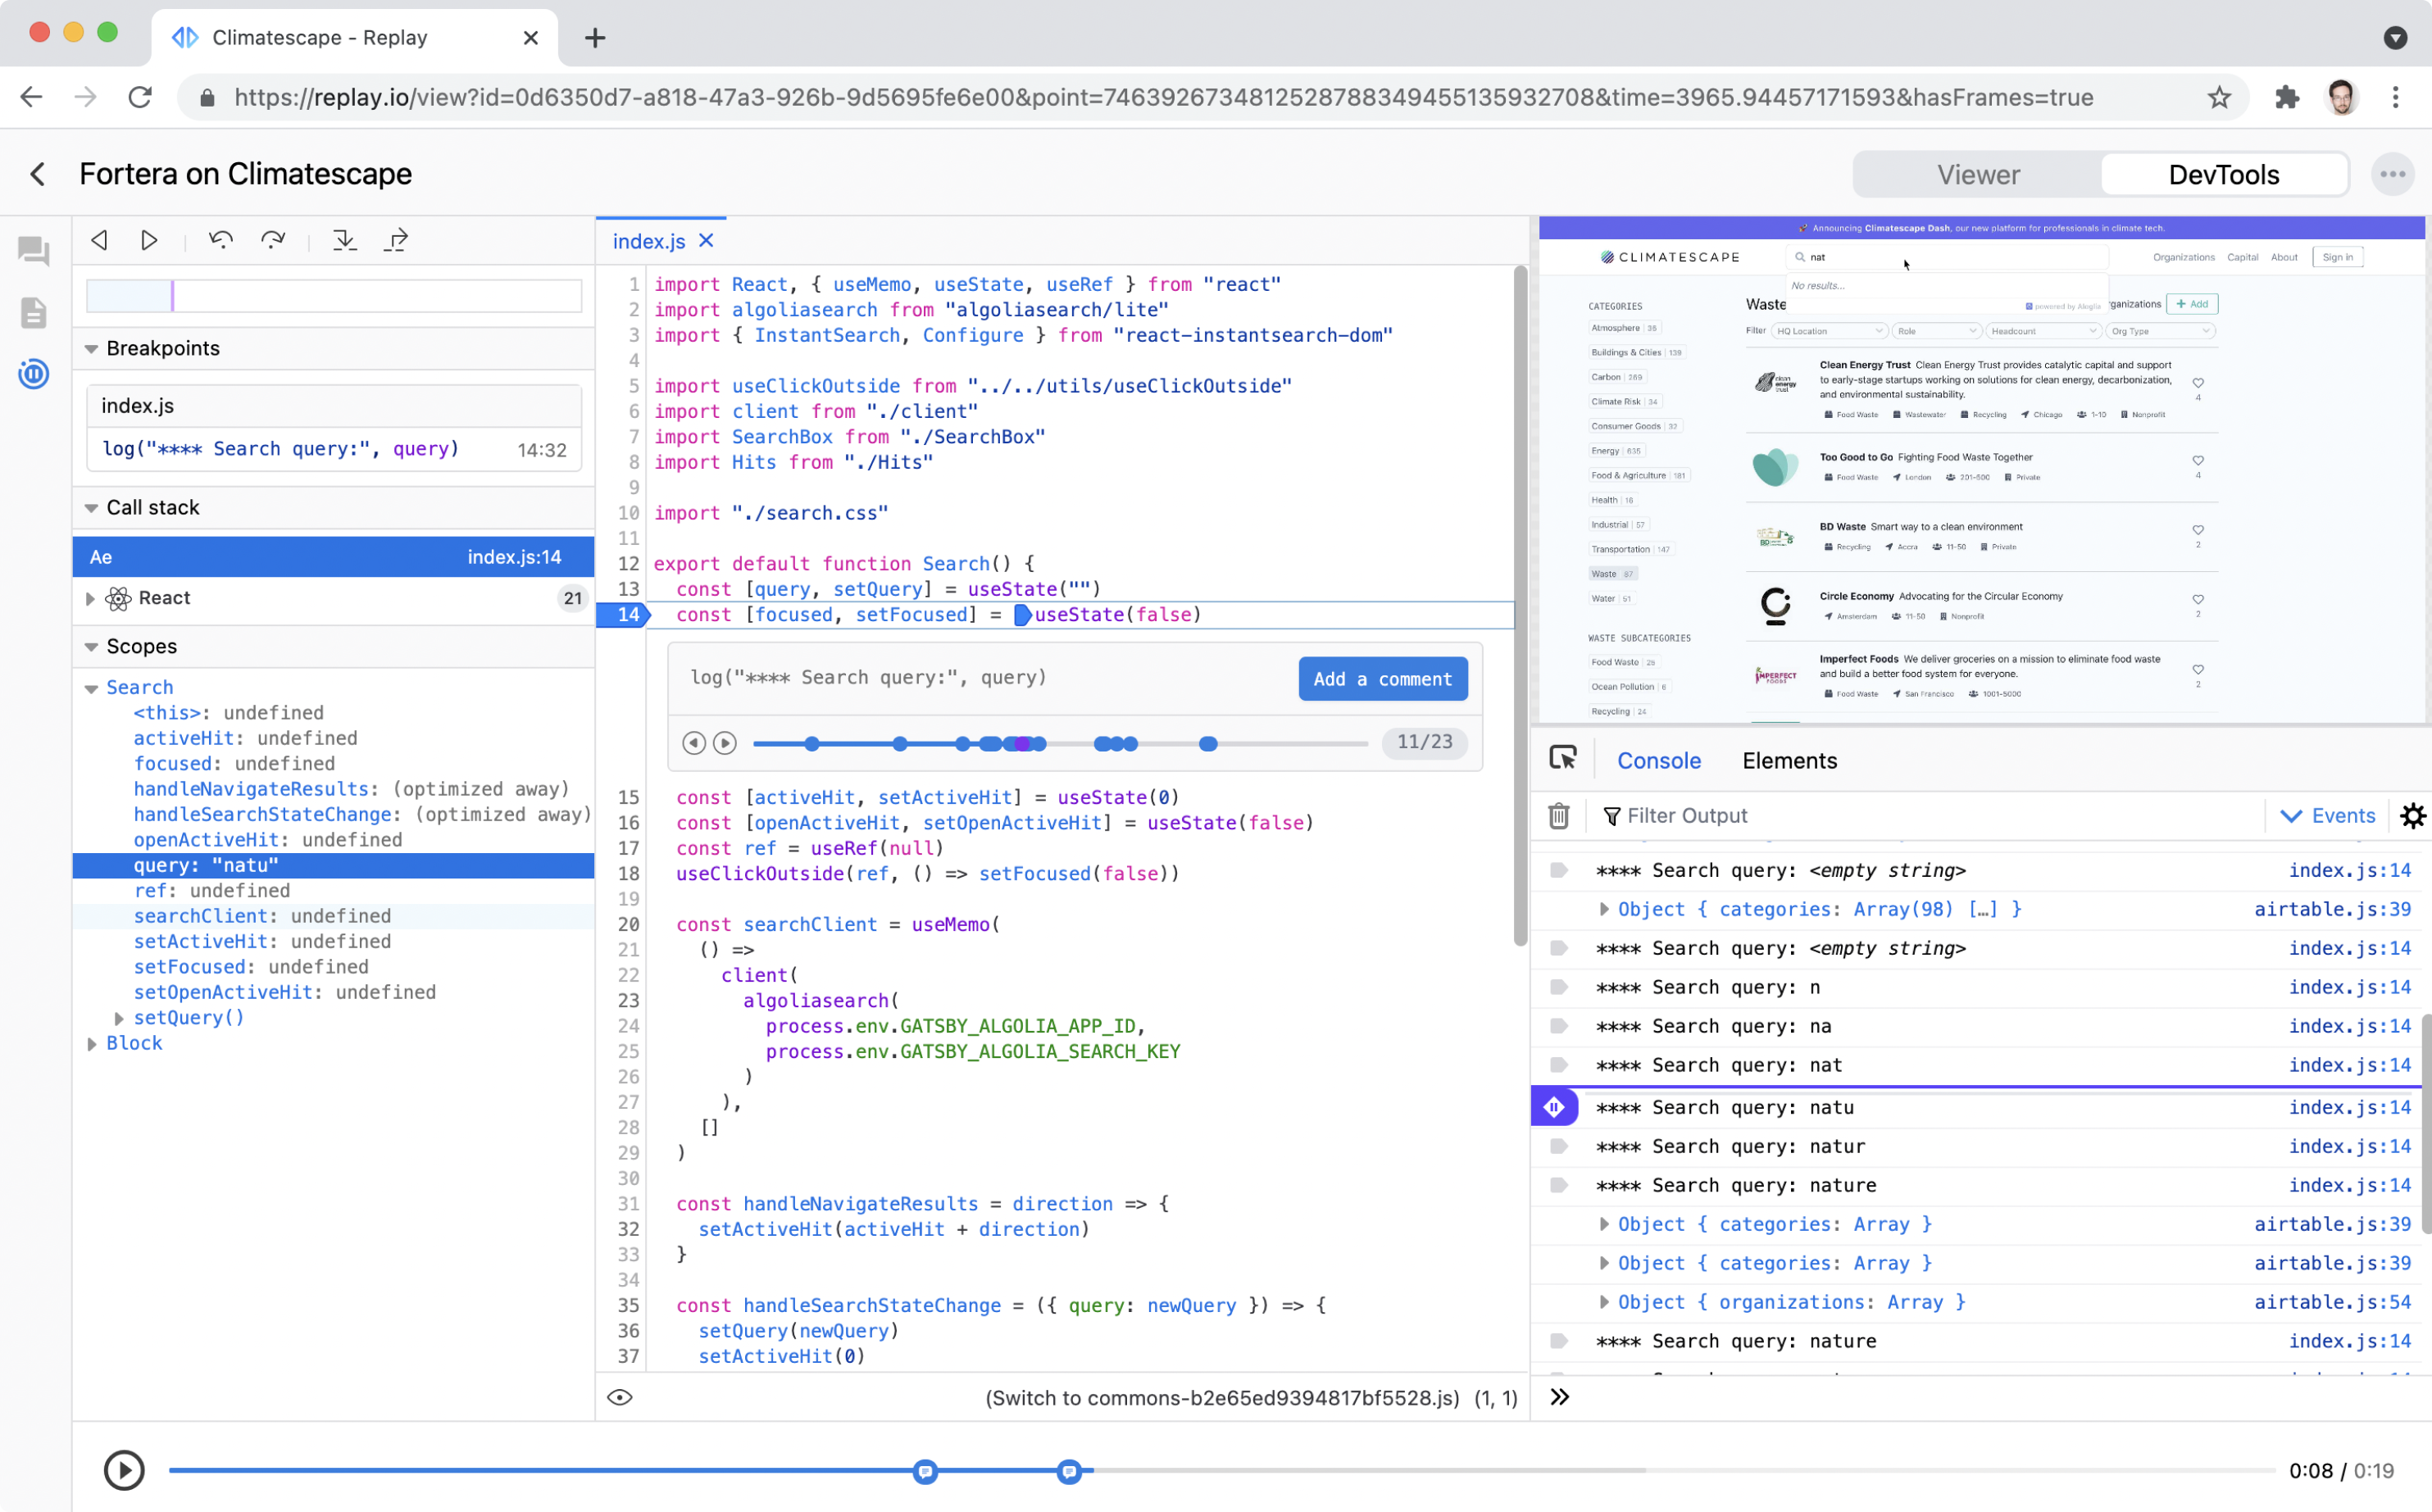 Climatescape - Replay
https://replay.io/view?id=0d6350d7-a818-47a3-926b-9d5695fe6e00&point=74639267348125287883494551359327​08&time=3965.94457171593&hasFrames=true
Fortera on Climatescape
Viewer
DevTools
Breakpoints
index.js
log("**** Search query:", query)
14:32
Call stack
Ae
index.js:14
React
21
Scopes
Search
<this>: undefined
activeHit: undefined
focused: undefined
handleNavigateResults: (optimized away)
handleSearchStateChange: (optimized away)
openActiveHit: undefined
query: "natu"
ref: undefined
searchClient: undefined
setActiveHit: undefined
setFocused: undefined
setOpenActiveHit: undefined
setQuery()
Block
index.js
1 import React, { useMemo, useState, useRef } from "react"
2 import algoliasearch from "algoliasearch/lite"
3 import { InstantSearch, Configure } from "react-instantsearch-dom"
4
5 import useClickOutside from "../../utils/useClickOutside"
6 import client from "./client"
7 import SearchBox from "./SearchBox"
8 import Hits from "./Hits"
9
10 import "./search.css"
11
12 export default function Search() {
13 const [query, setQuery] = useState("")
14 const [focused, setFocused] = useState(false)
log("**** Search query:", query)
Add a comment
11/23
15 const [activeHit, setActiveHit] = useState(0)
16 const [openActiveHit, setOpenActiveHit] = useState(false)
17 const ref = useRef(null)
18 useClickOutside(ref, () => setFocused(false))
19
20 const searchClient = useMemo(
21 () =>
22 client(
23 algoliasearch(
24 process.env.GATSBY_ALGOLIA_APP_ID,
25 process.env.GATSBY_ALGOLIA_SEARCH_KEY
26 )
27 ),
28 []
29 )
30
31 const handleNavigateResults = direction => {
32 setActiveHit(activeHit + direction)
33 }
34
35 const handleSearchStateChange = ({ query: newQuery }) => {
36 setQuery(newQuery)
37 setActiveHit(0)
(Switch to commons-b2e65ed9394817bf5528.js) (1, 1)
Announcing Climatescape Dash, our new platform for professionals in climate tech.
CLIMATESCAPE
nat
Organizations
Capital
About
Sign in
No results...
powered by Aloglia
CATEGORIES
Atmosphere 36
Buildings & Cities 139
Carbon 269
Climate Risk 34
Consumer Goods 32
Energy 635
Food & Agriculture 181
Health 16
Industrial 57
Transportation 147
Waste 87
Water 51
WASTE SUBCATEGORIES
Food Waste 26
Ocean Pollution 6
Recycling 24
Waste
rganizations
+ Add
Filter
HQ Location
Role
Headcount
Org Type
Clean Energy Trust Clean Energy Trust provides catalytic capital and support
to early-stage startups working on solutions for clean energy, decarbonization,
and environmental sustainability.
clean
energy
trust
Food Waste Wastewater Recycling Chicago 1-10 Nonprofit
4
Too Good to Go Fighting Food Waste Together
Food Waste London 201-500 Private
4
BD Waste Smart way to a clean environment
Recycling Accra 11-50 Private
2
Circle Economy Advocating for the Circular Economy
Amsterdam 11-50 Nonprofit
2
IMPERFECT
FOODS
Imperfect Foods We deliver groceries on a mission to eliminate food waste
and build a better food system for everyone.
Food Waste San Francisco 1001-5000
2
Console
Elements
Filter Output
Events
**** Search query: <empty string> index.js:14
Object { categories: Array(98) […] } airtable.js:39
**** Search query: <empty string> index.js:14
**** Search query: n index.js:14
**** Search query: na index.js:14
**** Search query: nat index.js:14
**** Search query: natu index.js:14
**** Search query: natur index.js:14
**** Search query: nature index.js:14
Object { categories: Array } airtable.js:39
Object { categories: Array } airtable.js:39
Object { organizations: Array } airtable.js:54
**** Search query: nature index.js:14
0:08 / 0:19